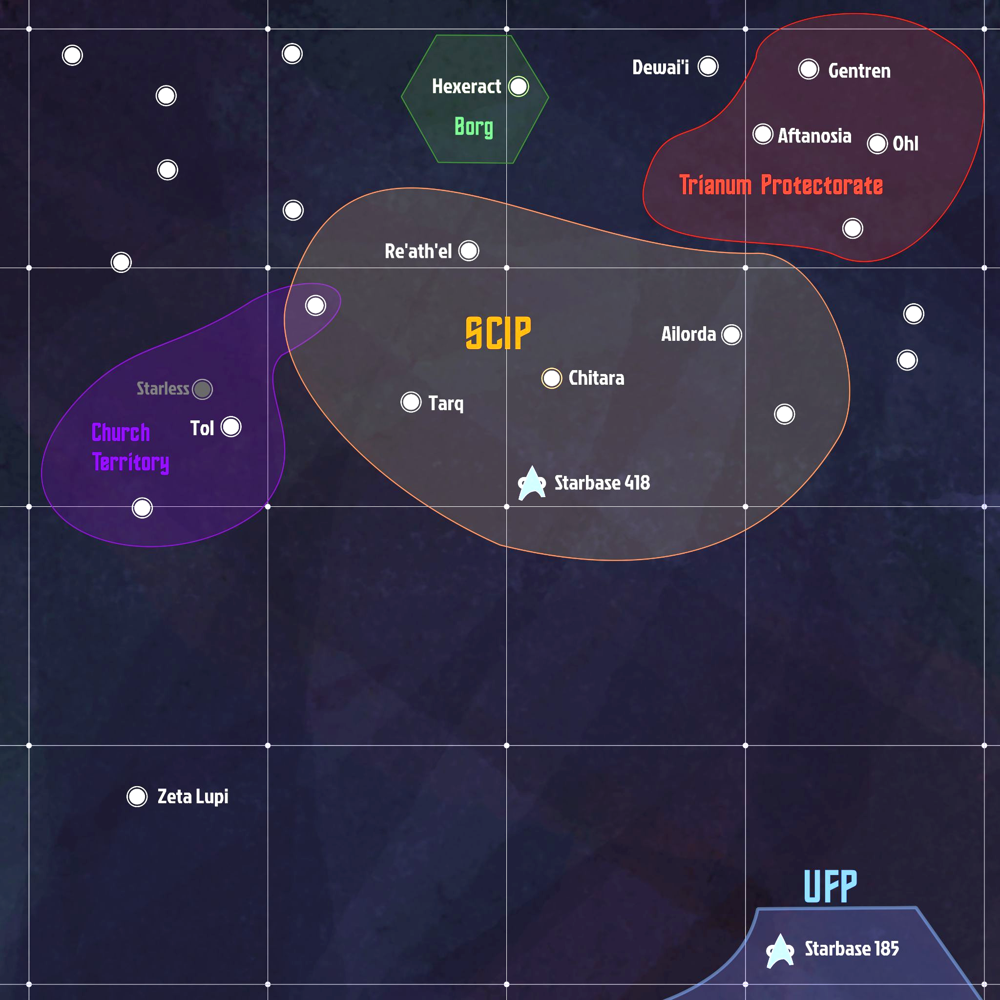 Dewai'i
Gentren
Hexeract
Borg
Aftanosia
Ohl
Trianum Protectorate
Re'ath'el
SCIP
Ailorda
Chitara
Starless
Tarq
Tol
Church
Territory
Starbase 418
Zeta Lupi
UFP
Starbase 185